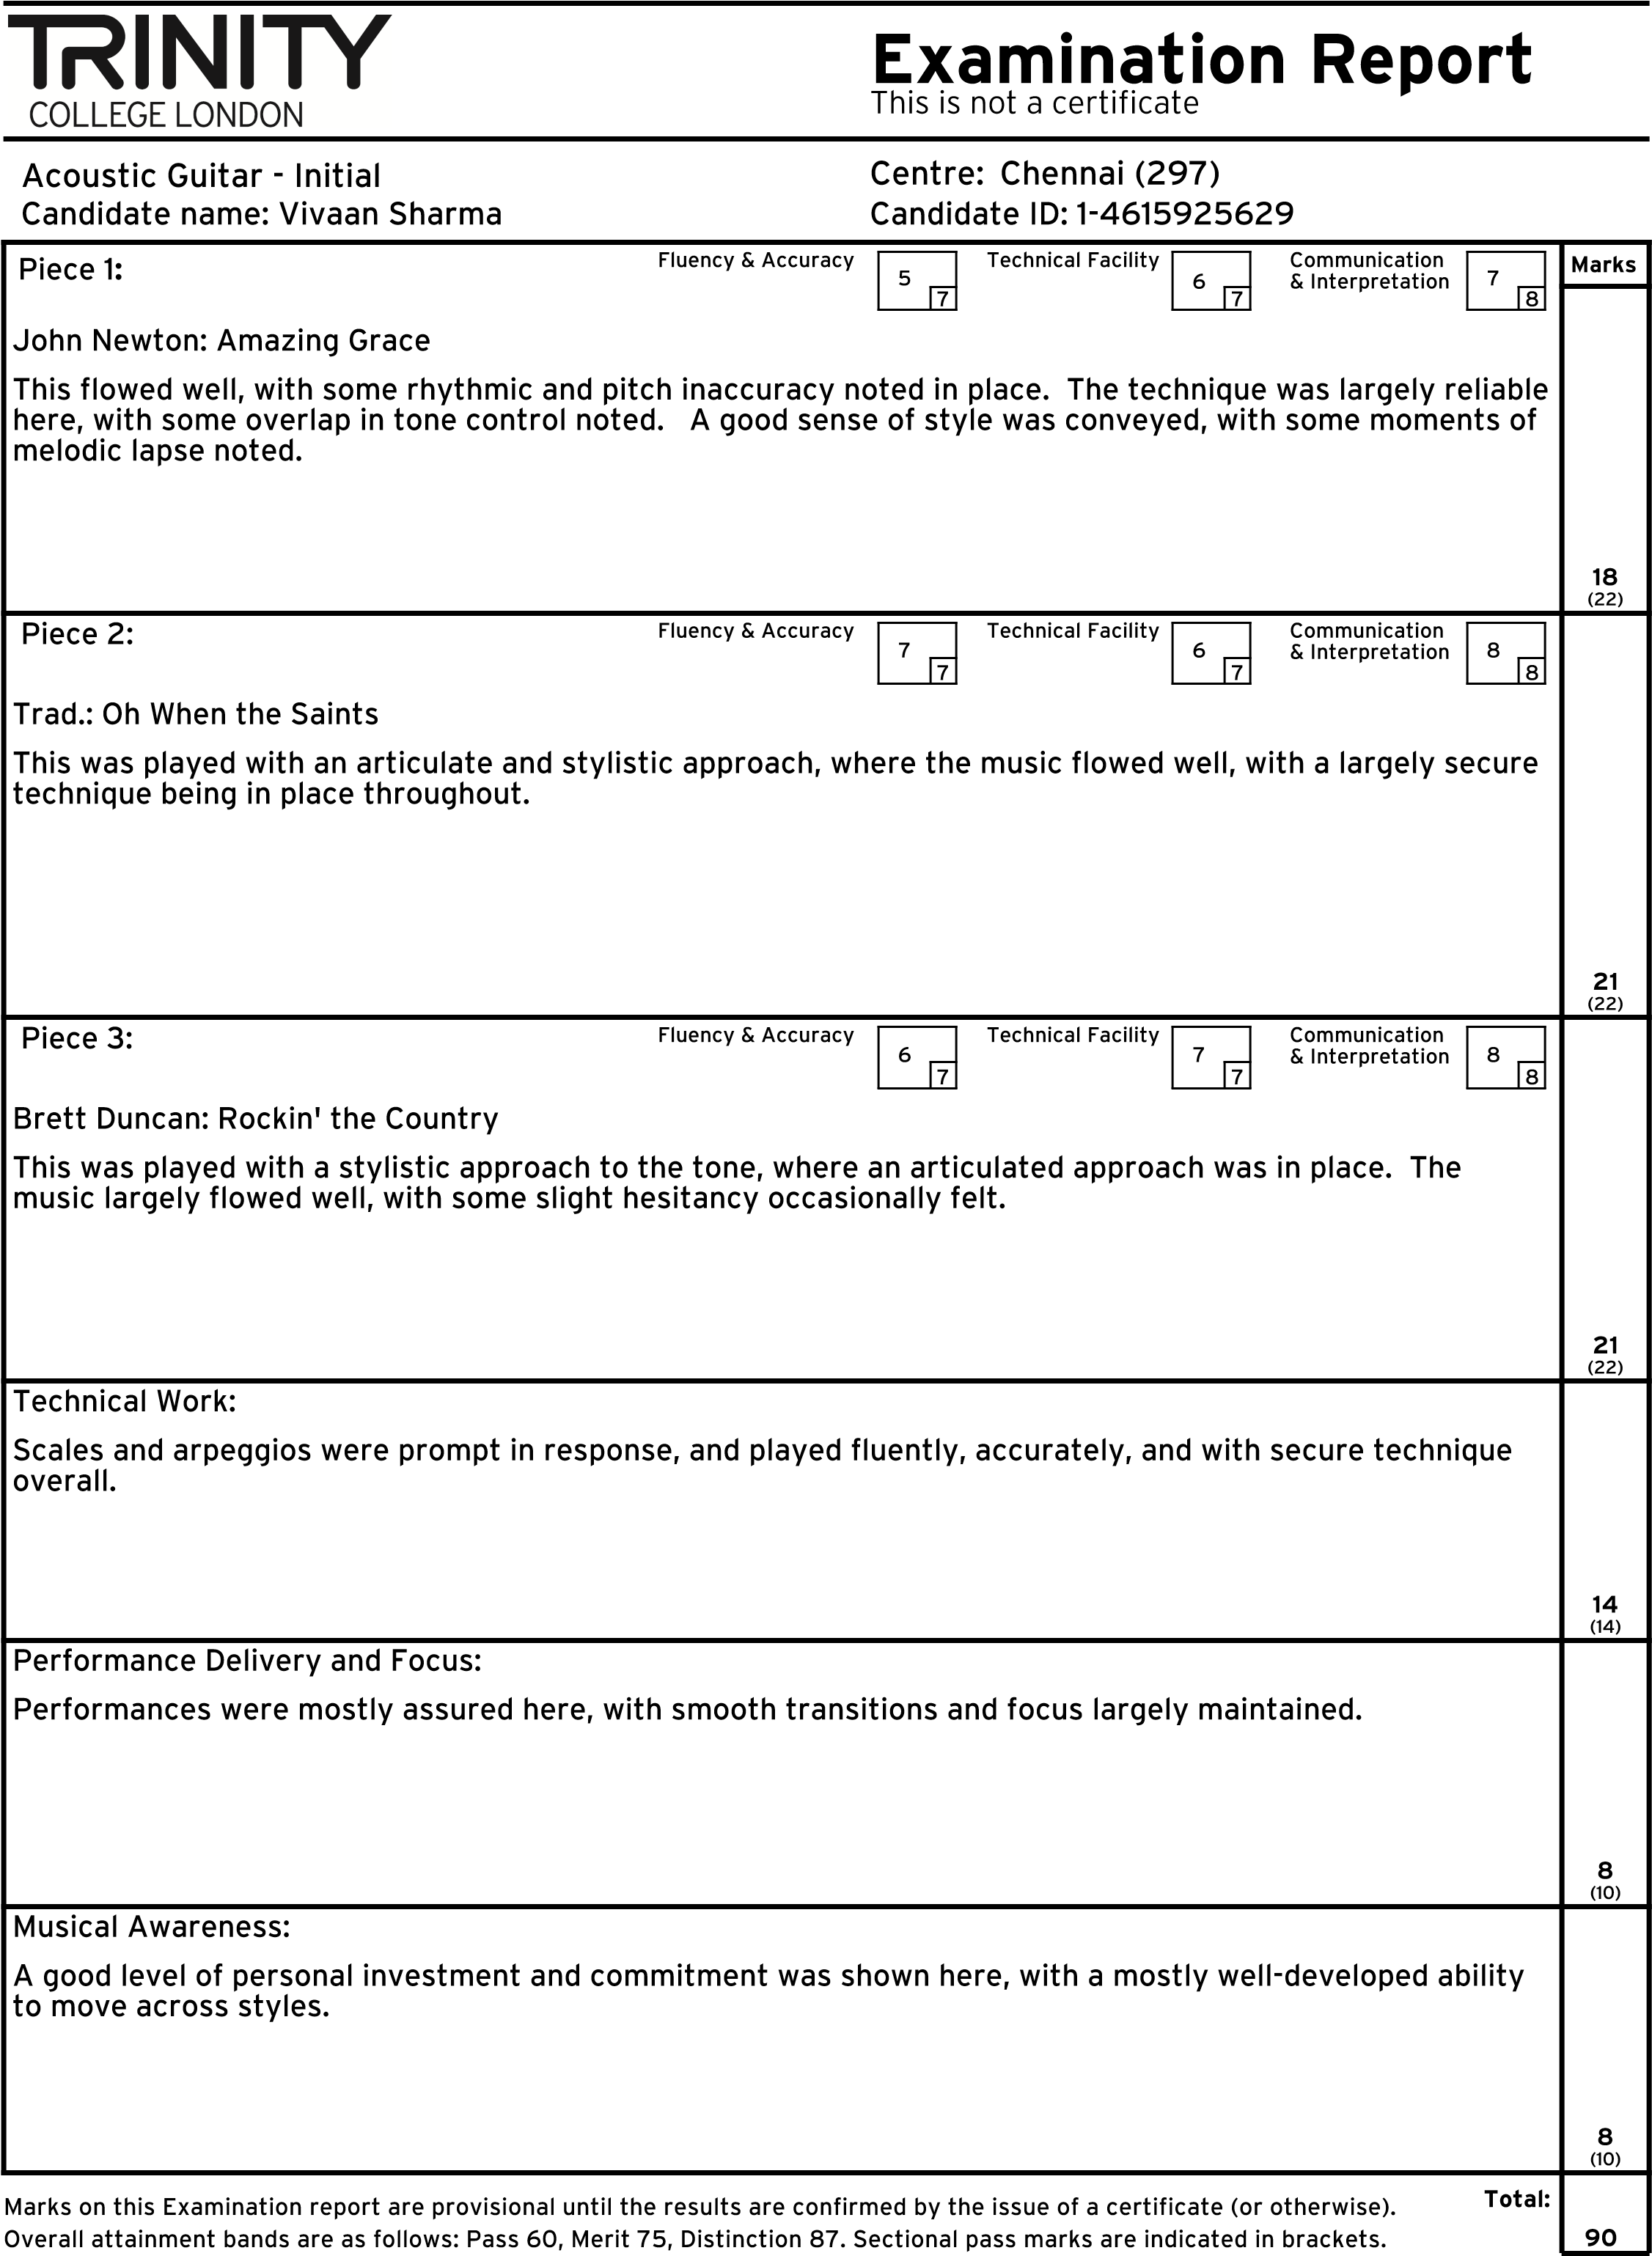 TRINITY
COLLEGE LONDON
Examination Report
This is not a certificate
Acoustic Guitar - Initial
Centre: Chennai (297)
Candidate name: Vivaan Sharma
Candidate ID: 1-4615925629
Piece 1:
Fluency & Accuracy
5
7
Technical Facility
6
7
Communication
& Interpretation
7
8
Marks
John Newton: Amazing Grace
This flowed well, with some rhythmic and pitch inaccuracy noted in place. The technique was largely reliable
here, with some overlap in tone control noted. A good sense of style was conveyed, with some moments of
melodic lapse noted.
18
(22)
Piece 2:
Fluency & Accuracy
7
7
Technical Facility
6
7
Communication
& Interpretation
8
8
Trad.: Oh When the Saints
This was played with an articulate and stylistic approach, where the music flowed well, with a largely secure
technique being in place throughout.
21
(22)
Piece 3:
Fluency & Accuracy
6
7
Technical Facility
7
7
Communication
& Interpretation
8
8
Brett Duncan: Rockin' the Country
This was played with a stylistic approach to the tone, where an articulated approach was in place. The
music largely flowed well, with some slight hesitancy occasionally felt.
21
(22)
Technical Work:
Scales and arpeggios were prompt in response, and played fluently, accurately, and with secure technique
overall.
14
(14)
Performance Delivery and Focus:
Performances were mostly assured here, with smooth transitions and focus largely maintained.
8
(10)
Musical Awareness:
A good level of personal investment and commitment was shown here, with a mostly well-developed ability
to move across styles.
8
(10)
Marks on this Examination report are provisional until the results are confirmed by the issue of a certificate (or otherwise).
Overall attainment bands are as follows: Pass 60, Merit 75, Distinction 87. Sectional pass marks are indicated in brackets.
Total:
90